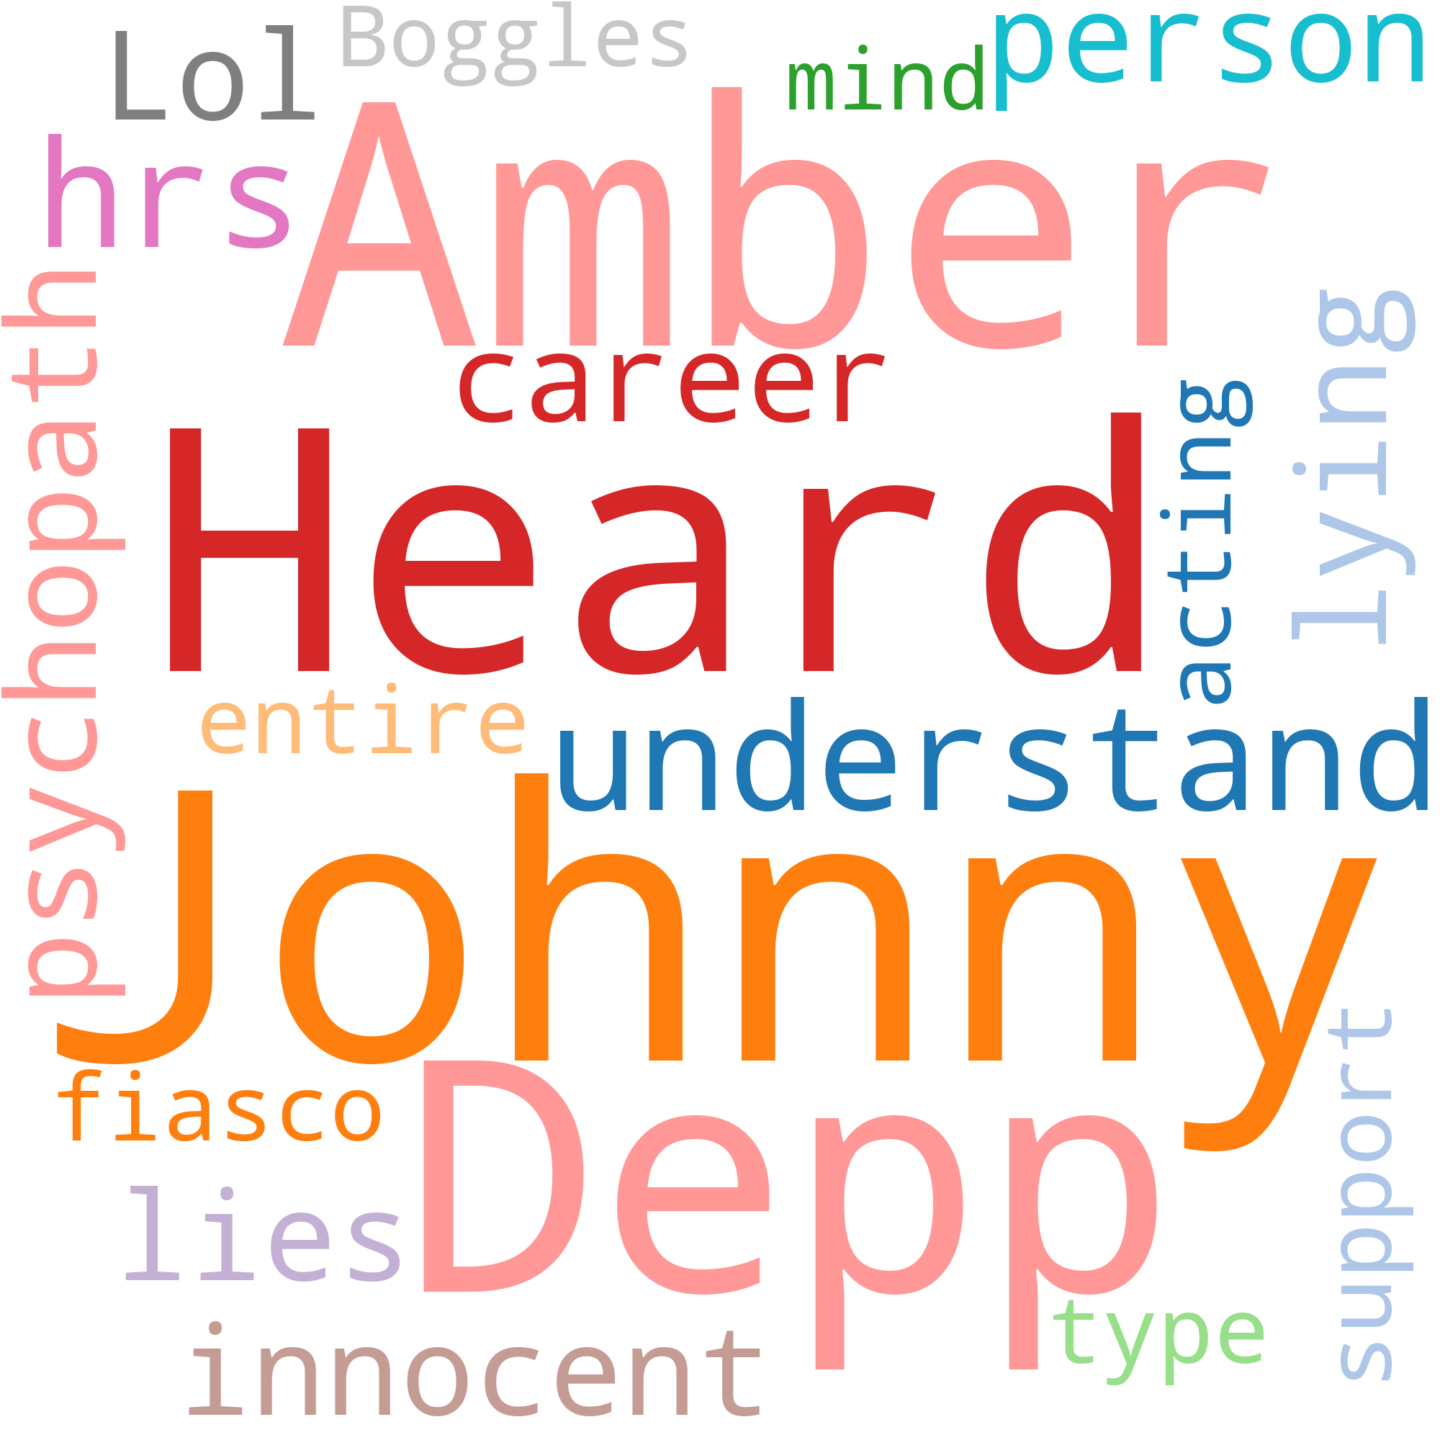 Boggles
person
Lol
mind
hrs
Amber
career
psychopath
lying
acting
Heard
entire
understand
Johnny
fiasco
Depp
support
lies
type
innocent